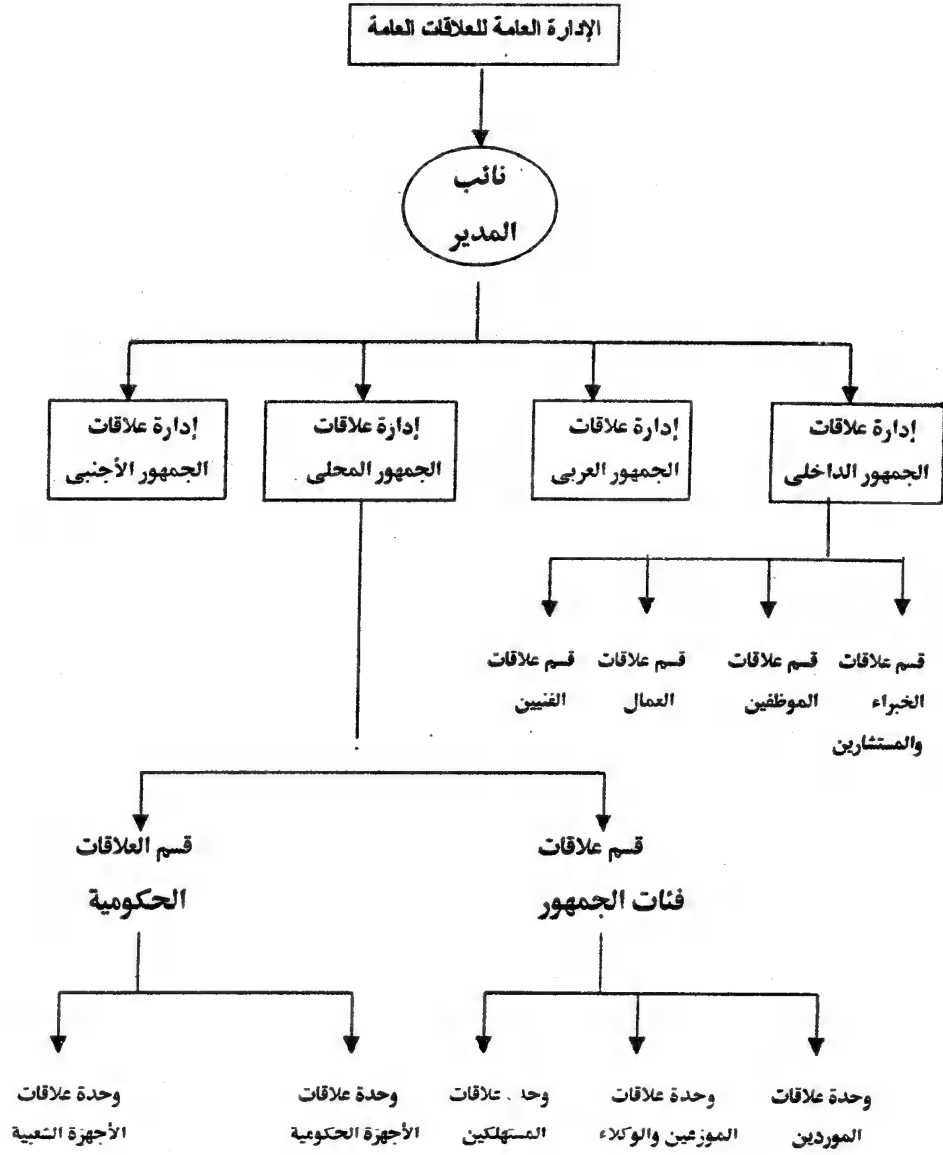 الإدارة العامة للعلاقات العامة
نائب
المدير
إدارة علاقات
الجمهور الداخلى
إدارة علاقات
الجمهور العربى
إدارة علاقات
الجمهور المحلى
إدارة علاقات
الجمهور الأجنبى
قسم علاقات
الخبراء
والمستشارين
قسم علاقات
الموظفين
قسم علاقات
العمال
قسم علاقات
الفنيين
قسم علاقات
فئات الجمهور
قسم العلاقات
الحكومية
وحدة علاقات
الموردين
وحدة علاقات
الموزعين والوكلاء
وحدة علاقات
المستهلكين
وحدة علاقات
الأجهزة الحكومية
وحدة علاقات
الأجهزة الشعبية